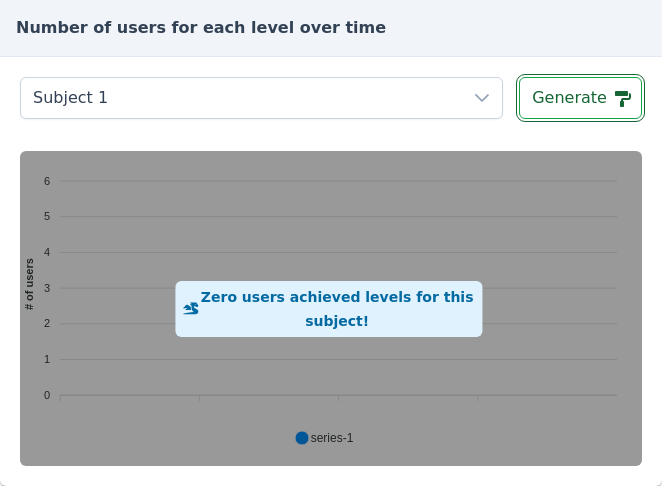 Number of users for each level over time
Subject 1
Generate
6
5
4
3
2
1
0
# of users
Zero users achieved levels for this
subject!
series-1